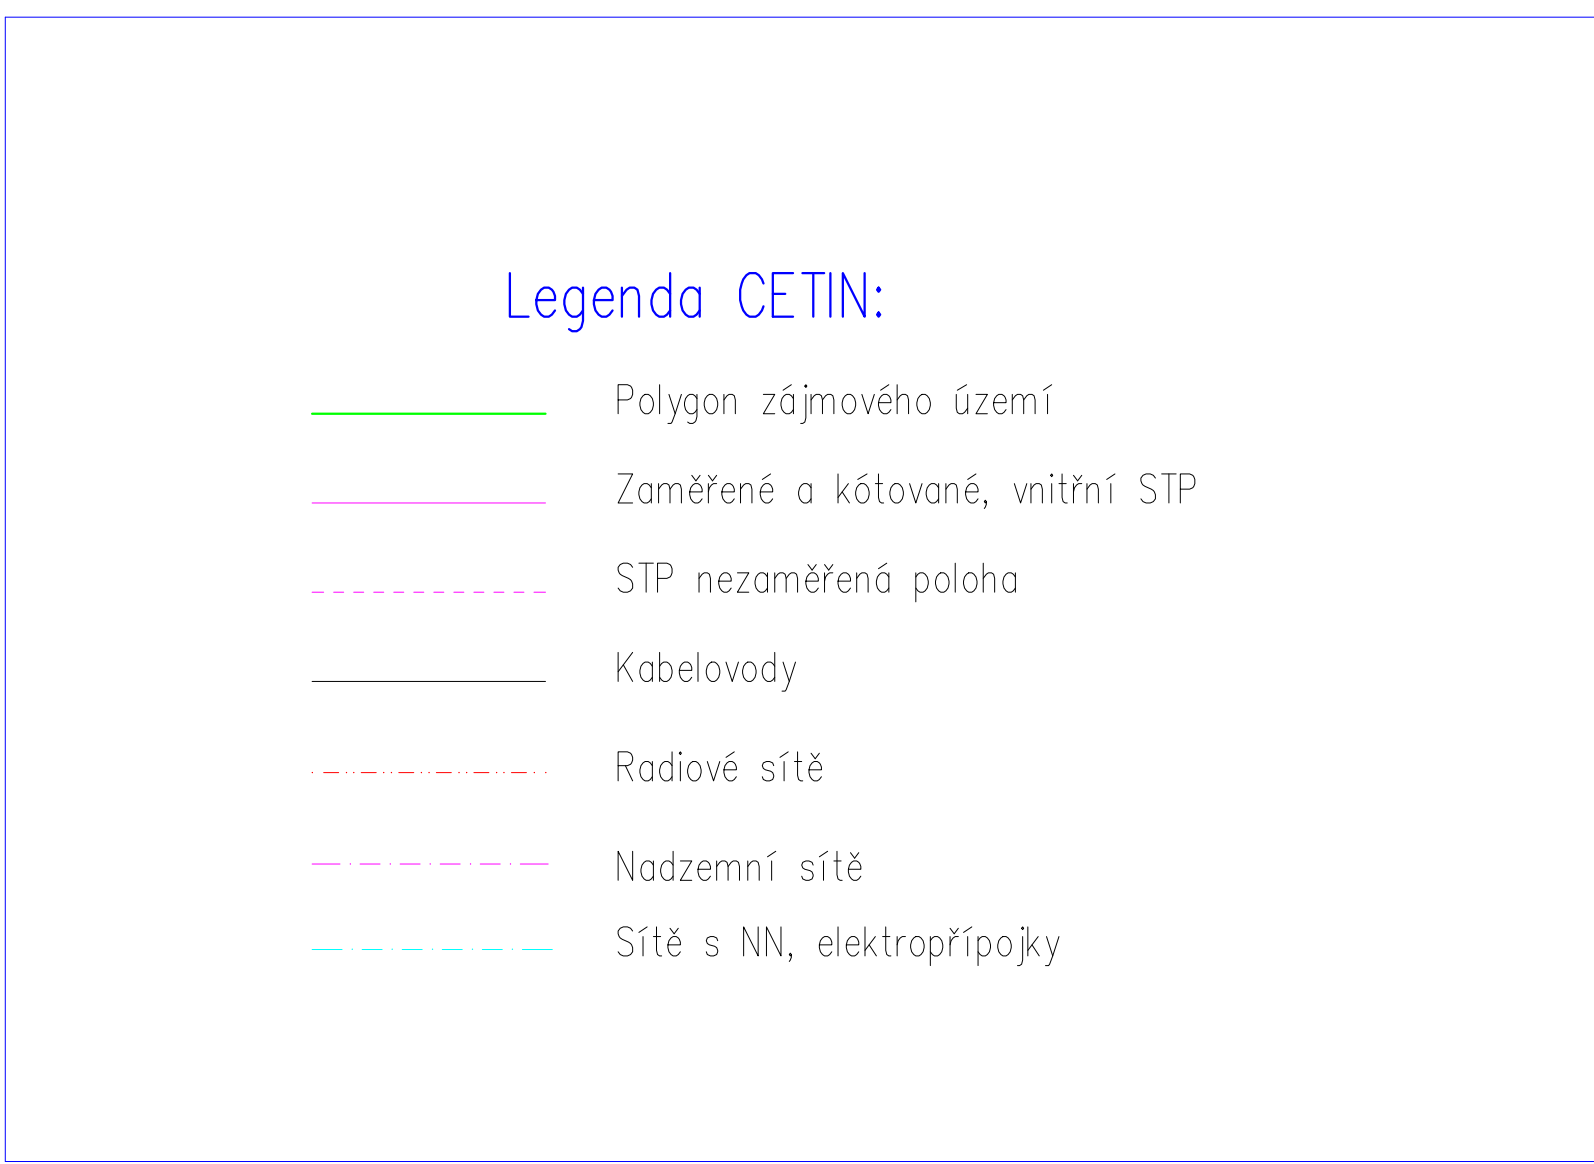 Legenda CETIN:
Polygon zájmového území
Zaměřené a kótované, vnitřní STP
STP nezaměřená poloha
Kabelovody
Radiové sítě
Nadzemní sítě
Sítě s NN, elektropřípojky